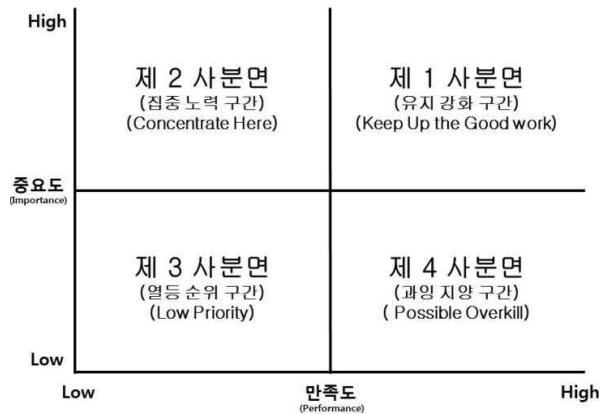 High
제 2 사분면
(집중 노력 구간)
(Concentrate Here)
제 1 사분면
(유지 강화 구간)
(Keep Up the Good work)
중요도
(Importance)
제 3 사분면
(열등 순위 구간)
(Low Priority)
제 4 사분면
(과잉 지양 구간)
( Possible Overkill)
Low
Low
만족도
(Performance)
High